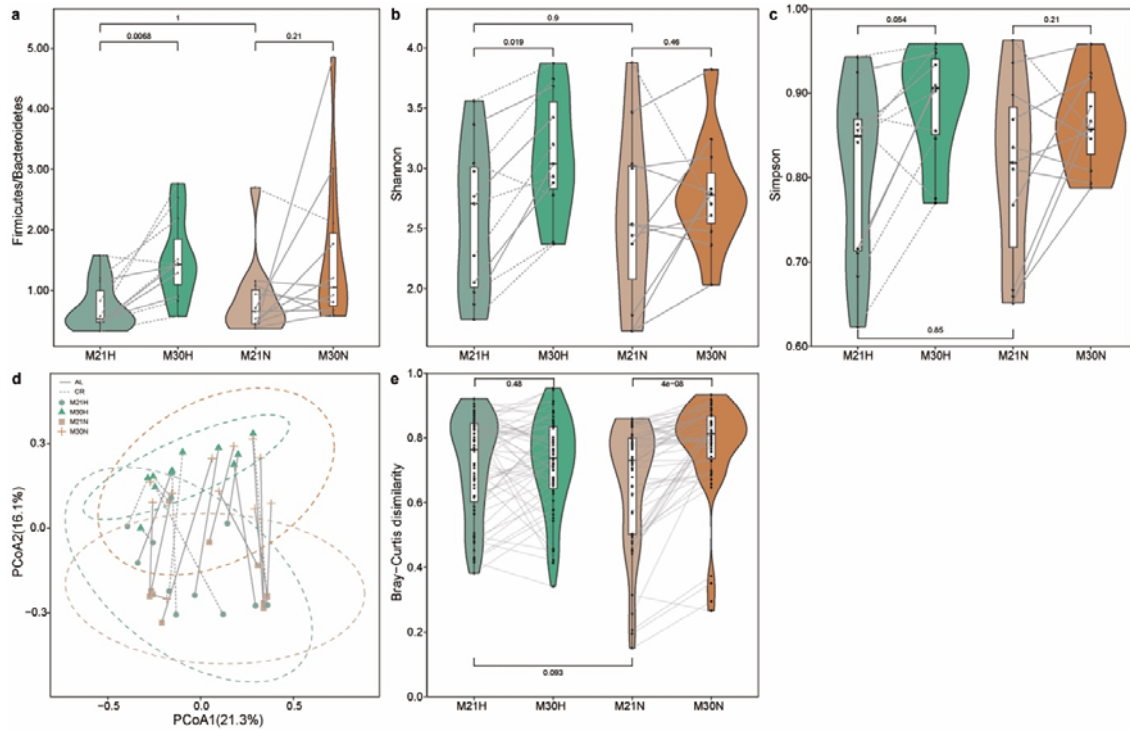 a
1
0.0068
0.21
5.00
4.00
3.00
2.00
1.00
Firmicutes/Bacteroidetes
M21H
M30H
M21N
M30N
b
0.9
0.019
0.46
4.0
3.5
3.0
2.5
2.0
Shannon
M21H
M30H
M21N
M30N
c
0.054
0.21
1.00
0.90
0.80
0.70
0.60
Simpson
0.85
M21H
M30H
M21N
M30N
d
AL
CR
M21H
M30H
M21N
M30N
0.3
0.0
−0.3
PCoA2(16.1%)
−0.5
0.0
0.5
PCoA1(21.3%)
e
0.48
4e-08
1.0
0.8
0.6
0.4
0.2
0.0
Bray-Curtis disimilarity
0.093
M21H
M30H
M21N
M30N